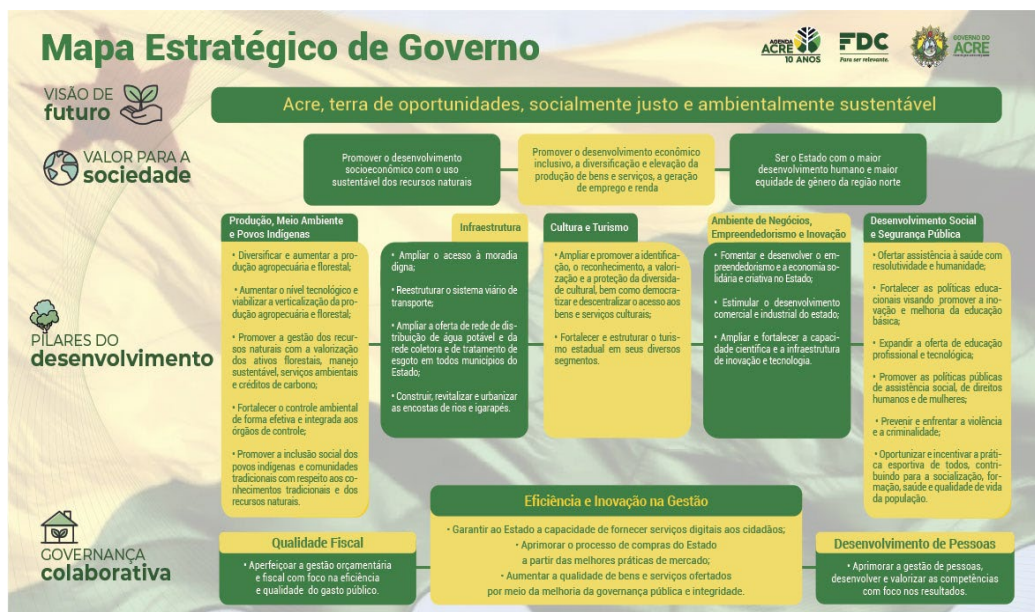 Mapa Estratégico de Governo
AGENDA
ACRE
10 ANOS
FDC
Para ser relevante.
GOVERNO DO
ACRE
VISÃO DE
futuro
Acre, terra de oportunidades, socialmente justo e ambientalmente sustentável
VALOR PARA A
sociedade
Promover o desenvolvimento
socioeconômico com o uso
sustentável dos recursos naturais
Promover o desenvolvimento econômico
inclusivo, a diversificação e elevação da
produção de bens e serviços, a geração
de emprego e renda
Ser o Estado com o maior
desenvolvimento humano e maior
equidade de gênero da região norte
PILARES DO
desenvolvimento
Produção, Meio Ambiente
e Povos Indígenas
• Diversificar e aumentar a pro-
dução agropecuária e florestal;
• Aumentar o nível tecnológico e
viabilizar a verticalização da pro-
dução agropecuária e florestal;
• Promover a gestão dos recur-
sos naturais com a valorização
dos ativos florestais, manejo
sustentável, serviços ambientais
e créditos de carbono;
• Fortalecer o controle ambiental
de forma efetiva e integrada aos
órgãos de controle;
• Promover a inclusão social dos
povos indígenas e comunidades
tradicionais com respeito aos co-
nhecimentos tradicionais e dos
recursos naturais.
Infraestrutura
• Ampliar o acesso à moradia
digna;
• Reestruturar o sistema viário de
transporte;
• Ampliar a oferta de rede de dis-
tribuição de água potável e da
rede coletora e de tratamento de
esgoto em todos municípios do
Estado;
• Construir, revitalizar e urbanizar
as encostas de rios e igarapés.
Cultura e Turismo
• Ampliar e promover a identifica-
ção, o reconhecimento, a valori-
zação e a proteção da diversida-
de cultural, bem como democra-
tizar e descentralizar o acesso aos
bens e serviços culturais;
• Fortalecer e estruturar o turis-
mo estadual em seus diversos
segmentos.
Ambiente de Negócios,
Empreendedorismo e Inovação
• Fomentar e desenvolver o em-
preendedorismo e a economia so-
lidária e criativa no Estado;
• Estimular o desenvolvimento
comercial e industrial do estado;
• Ampliar e fortalecer a capaci-
dade científica e a infraestrutura
de inovação e tecnologia.
Desenvolvimento Social
e Segurança Pública
• Ofertar assistência à saúde com
resolutividade e humanidade;
• Fortalecer as políticas educa-
cionais visando promover a ino-
vação e melhoria da educação
básica;
• Expandir a oferta de educação
profissional e tecnológica;
• Promover as políticas públicas
de assistência social, de direitos
humanos e de mulheres;
• Prevenir e enfrentar a violência
e a criminalidade;
• Oportunizar e incentivar a práti-
ca esportiva de todos, contri-
buindo para a socialização, for-
mação, saúde e qualidade de vida
da população.
GOVERNANÇA
colaborativa
Qualidade Fiscal
• Aperfeiçoar a gestão orçamentária
e fiscal com foco na eficiência
e qualidade do gasto público.
Eficiência e Inovação na Gestão
• Garantir ao Estado a capacidade de fornecer serviços digitais aos cidadãos;
• Aprimorar o processo de compras do Estado
a partir das melhores práticas de mercado;
• Aumentar a qualidade de bens e serviços ofertados
por meio da melhoria da governança pública e integridade.
Desenvolvimento de Pessoas
• Aprimorar a gestão de pessoas,
desenvolver e valorizar as competências
com foco nos resultados.